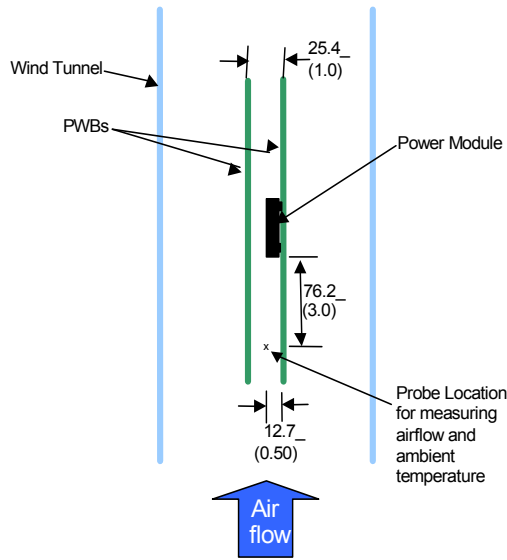 25.4_
(1.0)
Wind Tunnel
PWBs
Power Module
76.2_
(3.0)
x
Probe Location
for measuring
airflow and
ambient
temperature
12.7_
(0.50)
Air
flow